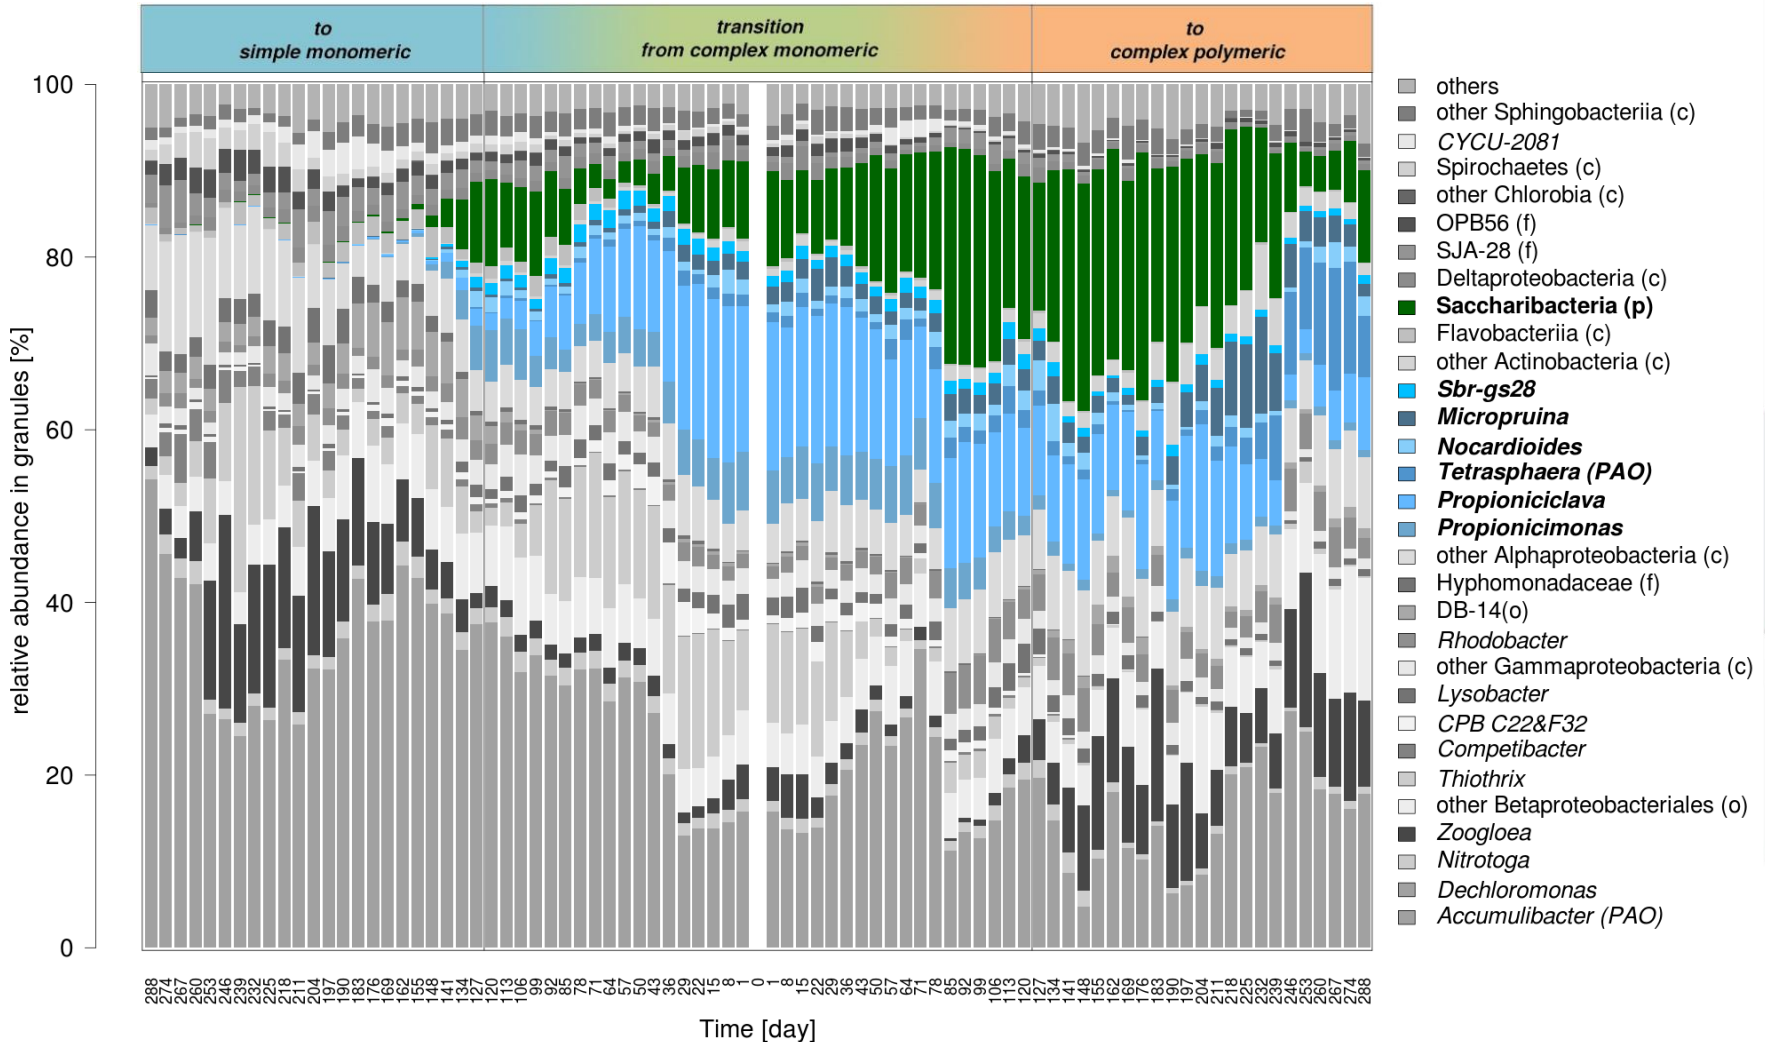 to
simple monomeric
transition
from complex monomeric
to
complex polymeric
relative abundance in granules [%]
100
80
60
40
20
0
others
other Sphingobacteriia (c)
CYCU-2081
Spirochaetes (c)
other Chlorobia (c)
OPB56 (f)
SJA-28 (f)
Deltaproteobacteria (c)
Saccharibacteria (p)
Flavobacteriia (c)
other Actinobacteria (c)
Sbr-gs28
Micropruina
Nocardioides
Tetrasphaera (PAO)
Propioniciclava
Propionicimonas
other Alphaproteobacteria (c)
Hyphomonadaceae (f)
DB-14(o)
Rhodobacter
other Gammaproteobacteria (c)
Lysobacter
CPB C22&F32
Competibacter
Thiothrix
other Betaproteobacteriales (o)
Zoogloea
Nitrotoga
Dechloromonas
Accumulibacter (PAO)
288 274 267 260 253 246 239 232 225 218 211 204 197 190 183 176 169 162 155 148 141 134 127 120 113 106 99 92 85 78 71 64 57 50 43 36 29 22 15 8 1 0 1 8 15 22 29 36 43 50 57 64 71 78 85 92 99 106 113 120 127 134 141 148 155 162 169 176 183 190 197 204 211 218 225 232 239 246 253 260 267 274 288
Time [day]